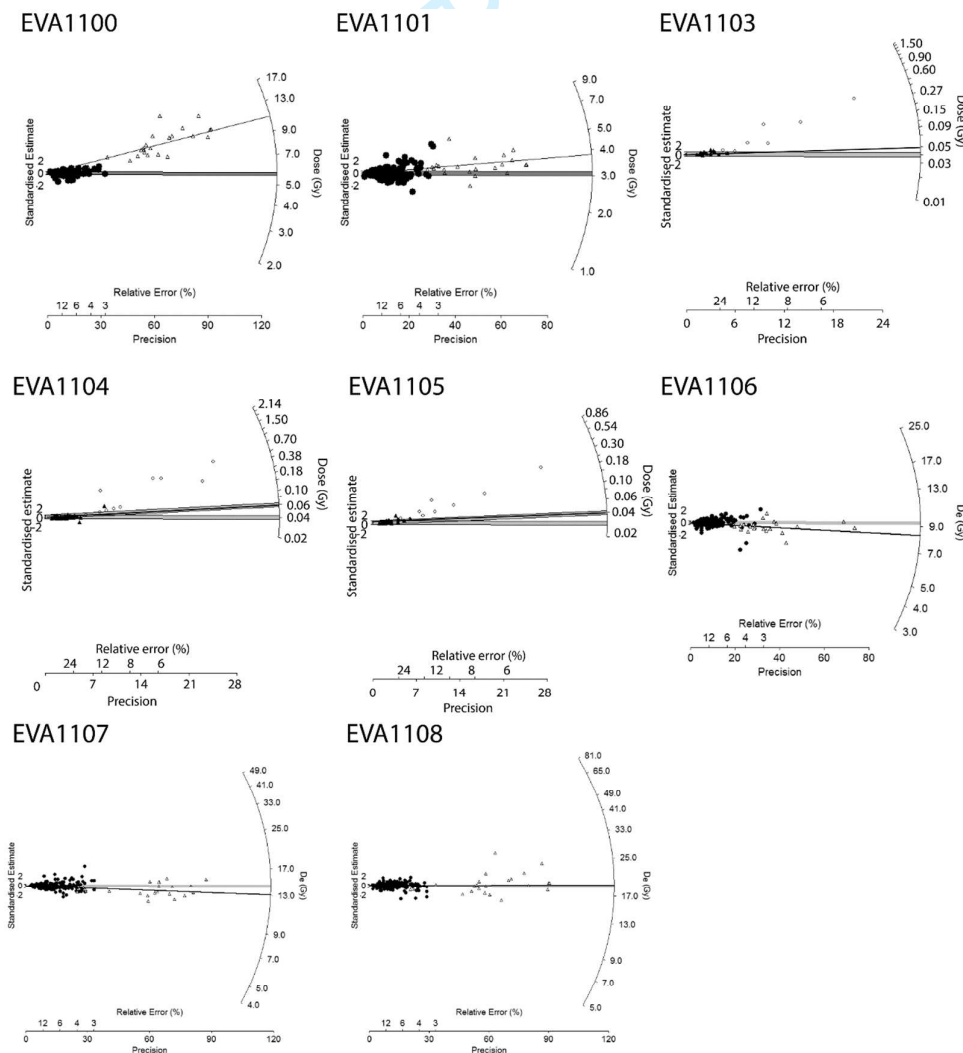 EVA1100
Standardised Estimate
2
0
-2
17.0
13.0
9.0
7.0
5.0
4.0
3.0
2.0
Dose (Gy)
Relative Error (%)
12 6 4 3
0 30 60 90 120
Precision
EVA1101
Standardised Estimate
2
0
-2
9.0
7.0
5.0
4.0
3.0
2.0
1.0
Dose (Gy)
Relative Error (%)
12 6 4 3
0 20 40 60 80
Precision
EVA1103
Standardised estimate
2
0
-2
1.50
0.90
0.60
0.27
0.15
0.09
0.05
0.03
0.01
Dose (Gy)
Relative error (%)
24 12 8 6
0 6 12 18 24
Precision
EVA1104
Standardised estimate
2
0
-2
2.14
1.50
0.70
0.38
0.18
0.10
0.06
0.04
0.02
Dose (Gy)
Relative error (%)
24 12 8 6
0 7 14 21 28
Precision
EVA1105
Standardised estimate
2
0
-2
0.86
0.54
0.30
0.18
0.10
0.06
0.04
0.02
Dose (Gy)
Relative error (%)
24 12 8 6
0 7 14 21 28
Precision
EVA1106
Standardised Estimate
2
0
-2
25.0
17.0
13.0
9.0
7.0
5.0
4.0
3.0
De (Gy)
Relative Error (%)
12 6 4 3
0 20 40 60 80
Precision
EVA1107
Standardised Estimate
2
0
-2
49.0
41.0
33.0
25.0
17.0
13.0
9.0
7.0
5.0
4.0
De (Gy)
Relative Error (%)
12 6 4 3
0 30 60 90 120
Precision
EVA1108
Standardised Estimate
2
0
-2
81.0
65.0
49.0
41.0
33.0
25.0
17.0
13.0
9.0
7.0
5.0
De (Gy)
Relative Error (%)
12 6 4 3
0 30 60 90 120
Precision